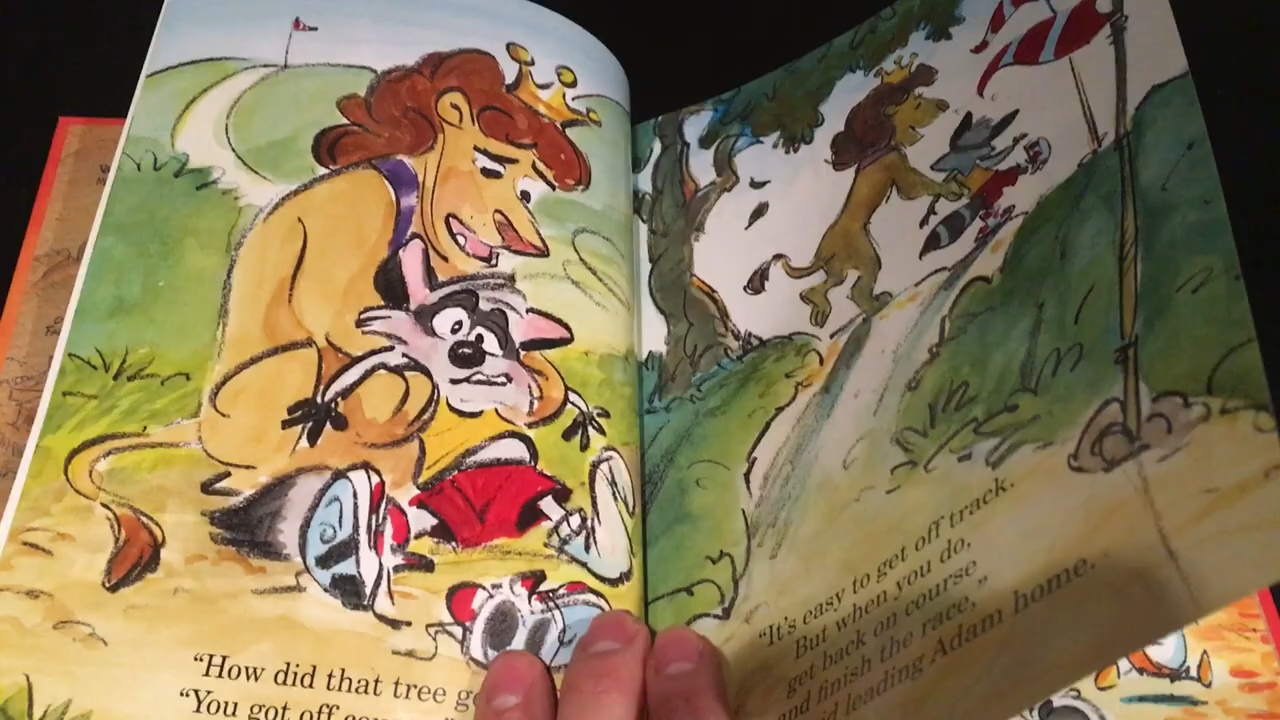 “How did that tree
“You got off
“It’s easy to get off track.
But when you do,
get back on course
and finish the race,”
leading Adam home.